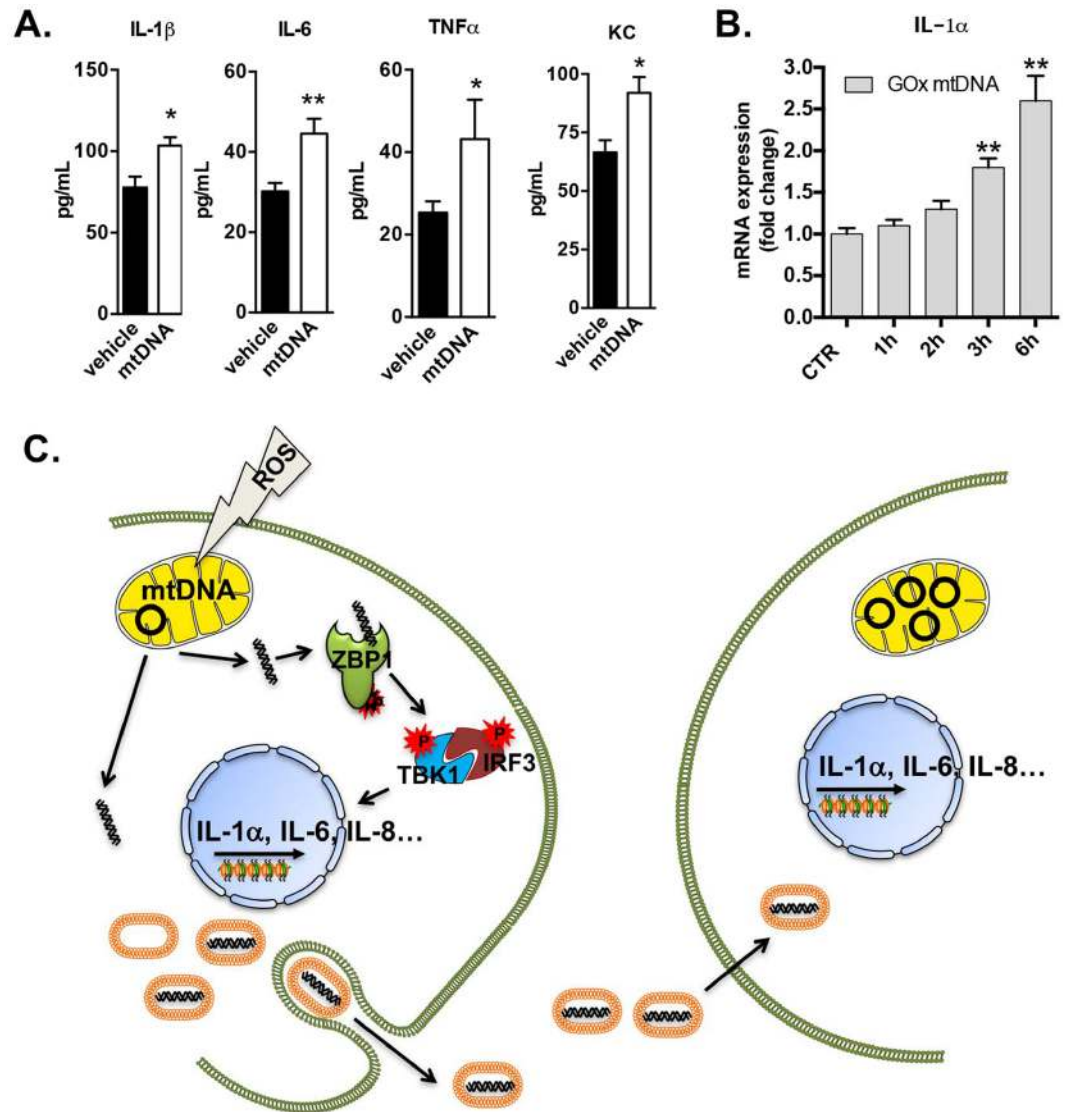 A.
IL-1β
150
100
50
0
pg/mL
*
vehicle
mtDNA
IL-6
60
40
20
0
pg/mL
**
vehicle
mtDNA
TNFα
60
40
20
0
pg/mL
*
vehicle
mtDNA
KC
100
75
50
25
0
pg/mL
*
vehicle
mtDNA
B.
IL-1α
3.0
2.5
2.0
1.5
1.0
0.5
0.0
mRNA expression
(fold change)
GOx mtDNA
**
**
CTR
1h
2h
3h
6h
C.
ROS
mtDNA
ZBP1
P
P
TBK1
IRF3
IL-1α, IL-6, IL-8...
IL-1α, IL-6, IL-8...